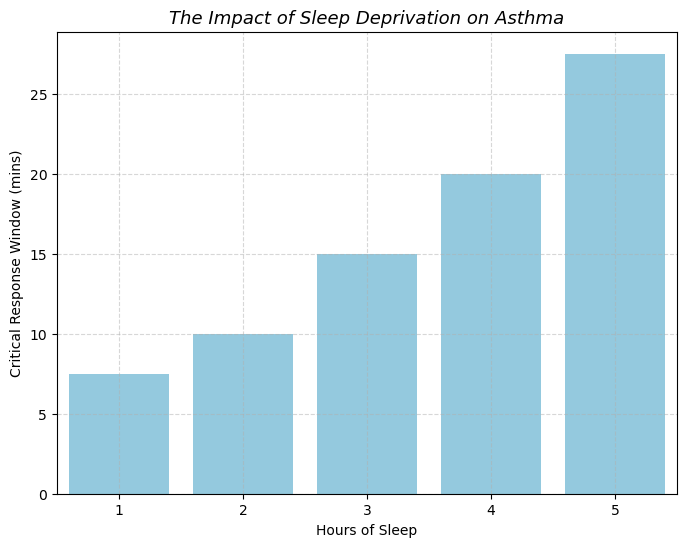 The Impact of Sleep Deprivation on Asthma
Critical Response Window (mins)
25
20
15
10
5
0
1 2 3 4 5
Hours of Sleep